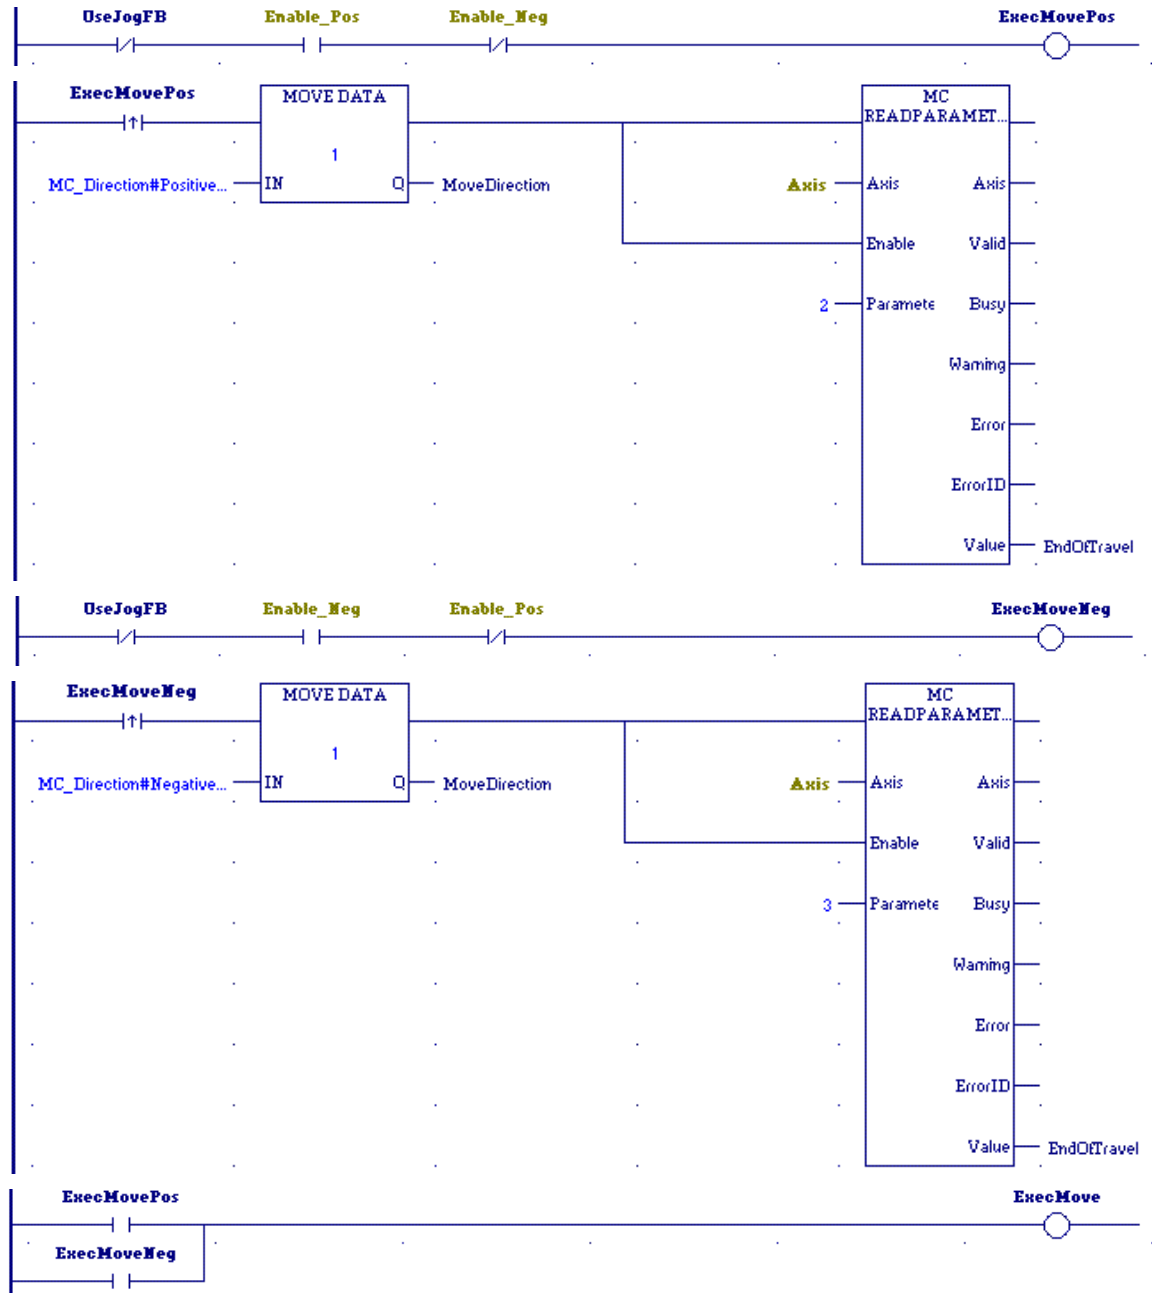 UseJogFB Enable_Pos Enable_Neg ExecMovePos
ExecMovePos MOVE DATA MC
READPARAMET...
1
MC_Direction#Positive... IN Q MoveDirection Axis Axis Axis
Enable Valid
2 Paramete Busy
Warning
Error
ErrorID
Value EndOfTravel
UseJogFB Enable_Neg Enable_Pos ExecMoveNeg
ExecMoveNeg MOVE DATA MC
READPARAMET...
1
MC_Direction#Negative... IN Q MoveDirection Axis Axis Axis
Enable Valid
3 Paramete Busy
Warning
Error
ErrorID
Value EndOfTravel
ExecMovePos ExecMove
ExecMoveNeg